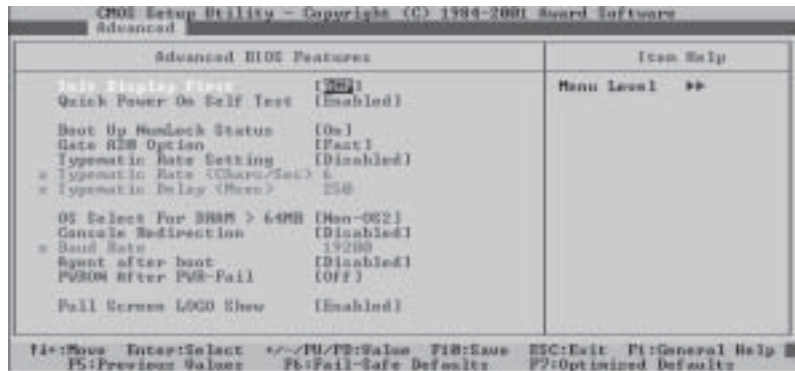 CMOS Setup Utility - Copyright (C) 1984-2001 Award Software
Advanced
Advanced BIOS Features
Item Help
Init Display First [AGP]
Menu Level ▶▶
Quick Power On Self Test [Enabled]
Boot Up NumLock Status [On]
Gate A20 Option [Fast]
Typematic Rate Setting [Disabled]
x Typematic Rate (Chars/Sec) 6
x Typematic Delay (Msec) 250
OS Select For DRAM > 64MB [Non-OS2]
Console Redirection [Disabled]
x Baud Rate 19200
Agent after boot [Disabled]
PWRON After PWR-Fail [Off]
Full Screen LOGO Show [Enabled]
↑↓:Move Enter:Select +/-/PU/PD:Value F10:Save ESC:Exit F1:General Help
F5:Previous Values F6:Fail-Safe Defaults F7:Optimized Defaults